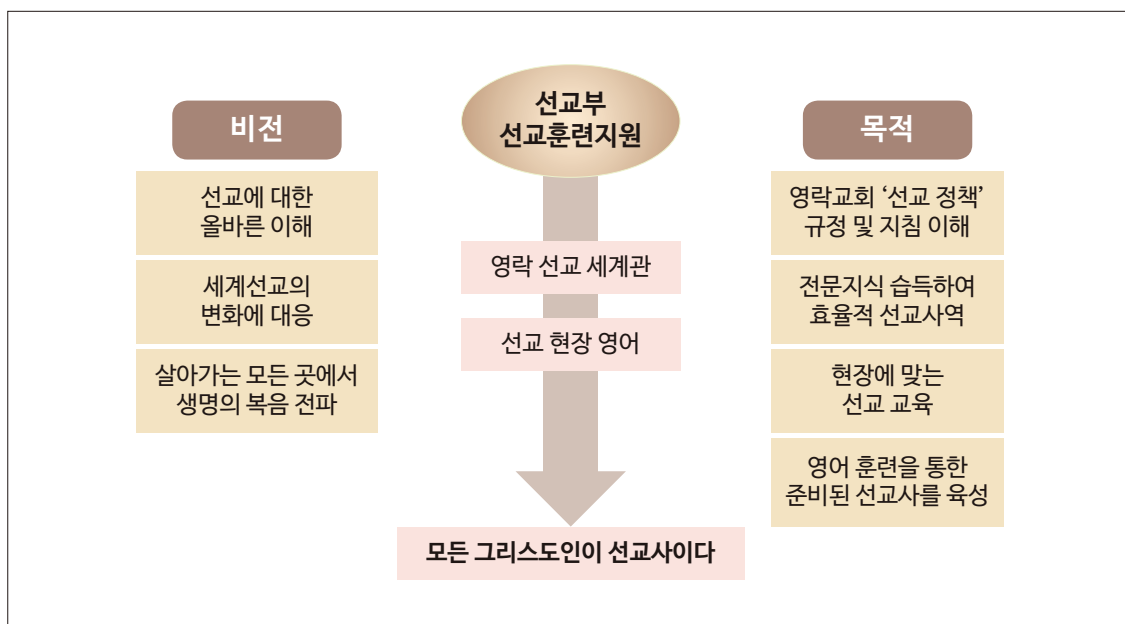 비전
선교에 대한
올바른 이해
세계선교의
변화에 대응
살아가는 모든 곳에서
생명의 복음 전파
선교부
선교훈련지원
영락 선교 세계관
선교 현장 영어
모든 그리스도인이 선교사이다
목적
영락교회 ‘선교 정책’
규정 및 지침 이해
전문지식 습득하여
효율적 선교사역
현장에 맞는
선교 교육
영어 훈련을 통한
준비된 선교사를 육성